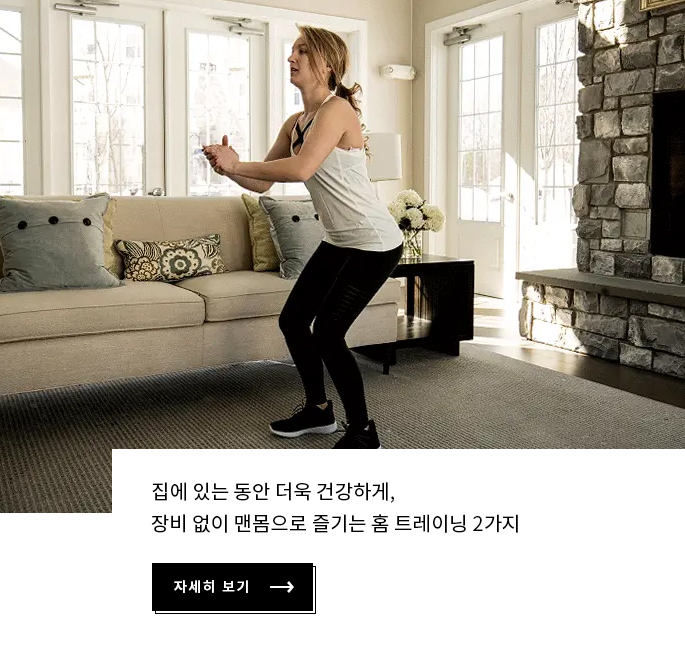 집에 있는 동안 더욱 건강하게,
장비 없이 맨몸으로 즐기는 홈 트레이닝 2가지
자세히 보기